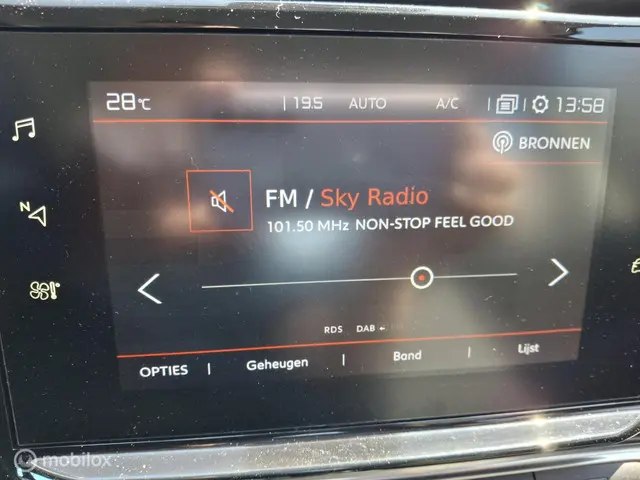 28°C | 19.5 AUTO A/C | | 13:58
BRONNEN
N
FM / Sky Radio
101.50 MHz NON-STOP FEEL GOOD
RDS DAB
OPTIES | Geheugen | Band | Lijst
© mobilox